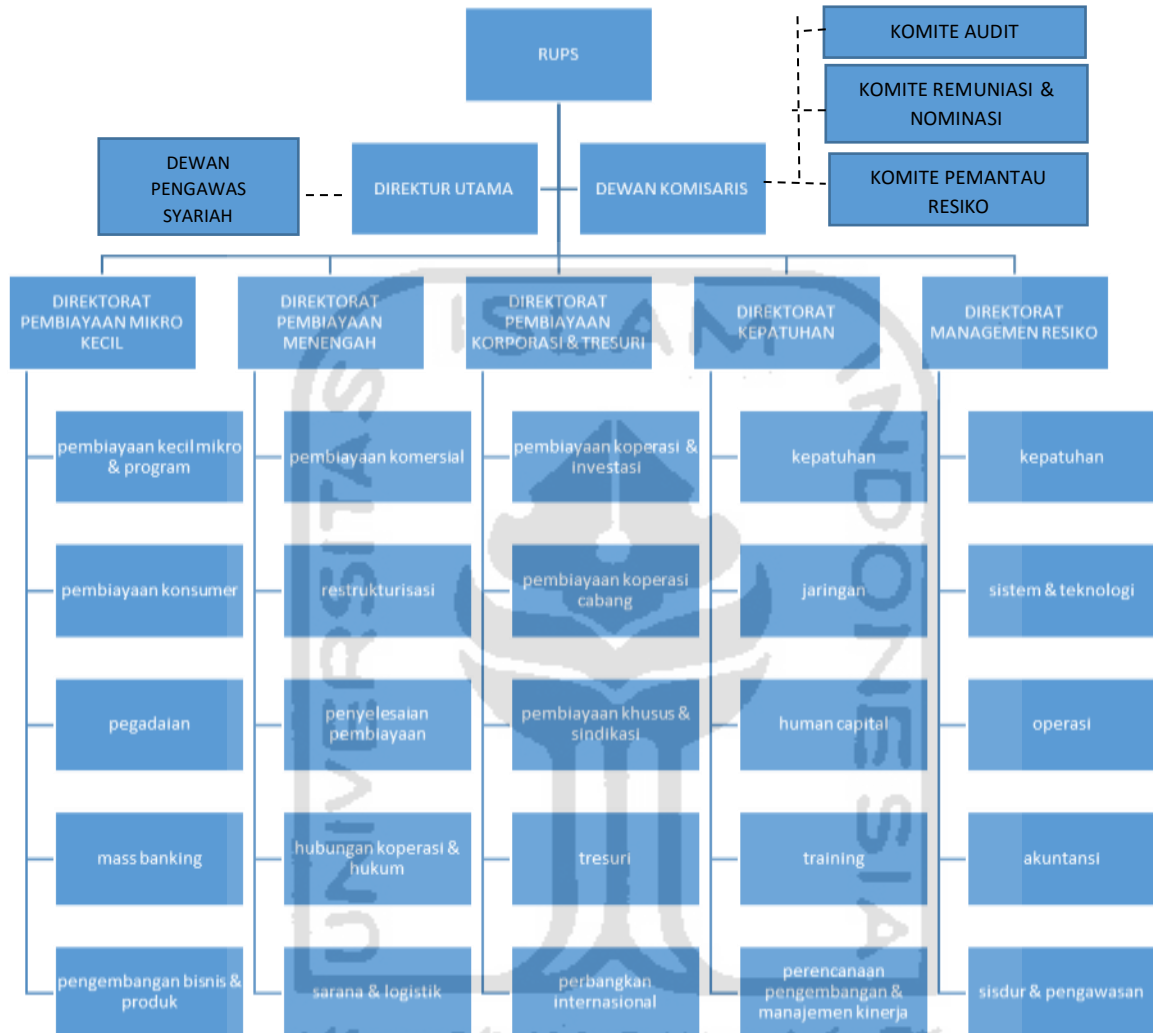 RUPS
KOMITE AUDIT
KOMITE REMUNIASI &
NOMINASI
KOMITE PEMANTAU
RESIKO
DEWAN
PENGAWAS
SYARIAH
DIREKTUR UTAMA
DEWAN KOMISARIS
DIREKTORAT
PEMBIAYAAN MIKRO
KECIL
DIREKTORAT
PEMBIAYAAN
MENENGAH
DIREKTORAT
PEMBIAYAAN
KORPORASI & TRESURI
DIREKTORAT
KEPATUHAN
DIREKTORAT
MANAGEMEN RESIKO
pembiayaan kecil mikro
& program
pembiayaan komersial
pembiayaan koperasi &
investasi
kepatuhan
kepatuhan
pembiayaan konsumer
restrukturisasi
pembiayaan koperasi
cabang
jaringan
sistem & teknologi
pegadaian
penyelesaian
pembiayaan
pembiayaan khusus &
sindikasi
human capital
operasi
mass banking
hubungan koperasi &
hukum
tresuri
training
akuntansi
pengembangan bisnis &
produk
sarana & logistik
perbangkan
internasional
perencanaan
pengembangan &
manajemen kinerja
sisdur & pengawasan
UNIVERSITAS
ISLAM
INDONESIA